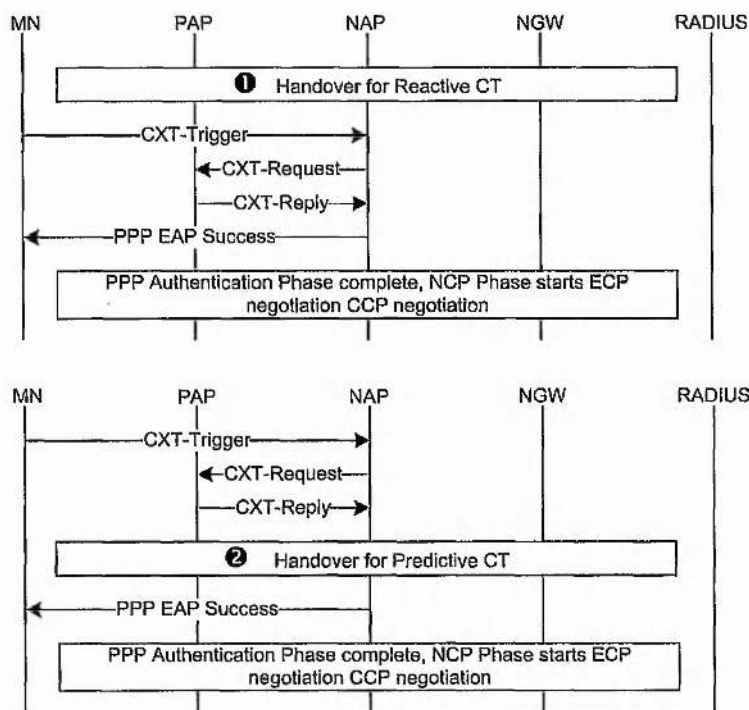 MN PAP NAP NGW RADIUS
❶ Handover for Reactive CT
CXT-Trigger
CXT-Request
CXT-Reply
PPP EAP Success
PPP Authentication Phase complete, NCP Phase starts ECP
negotiation CCP negotiation
MN PAP NAP NGW RADIUS
CXT-Trigger
CXT-Request
CXT-Reply
❷ Handover for Predictive CT
PPP EAP Success
PPP Authentication Phase complete, NCP Phase starts ECP
negotiation CCP negotiation